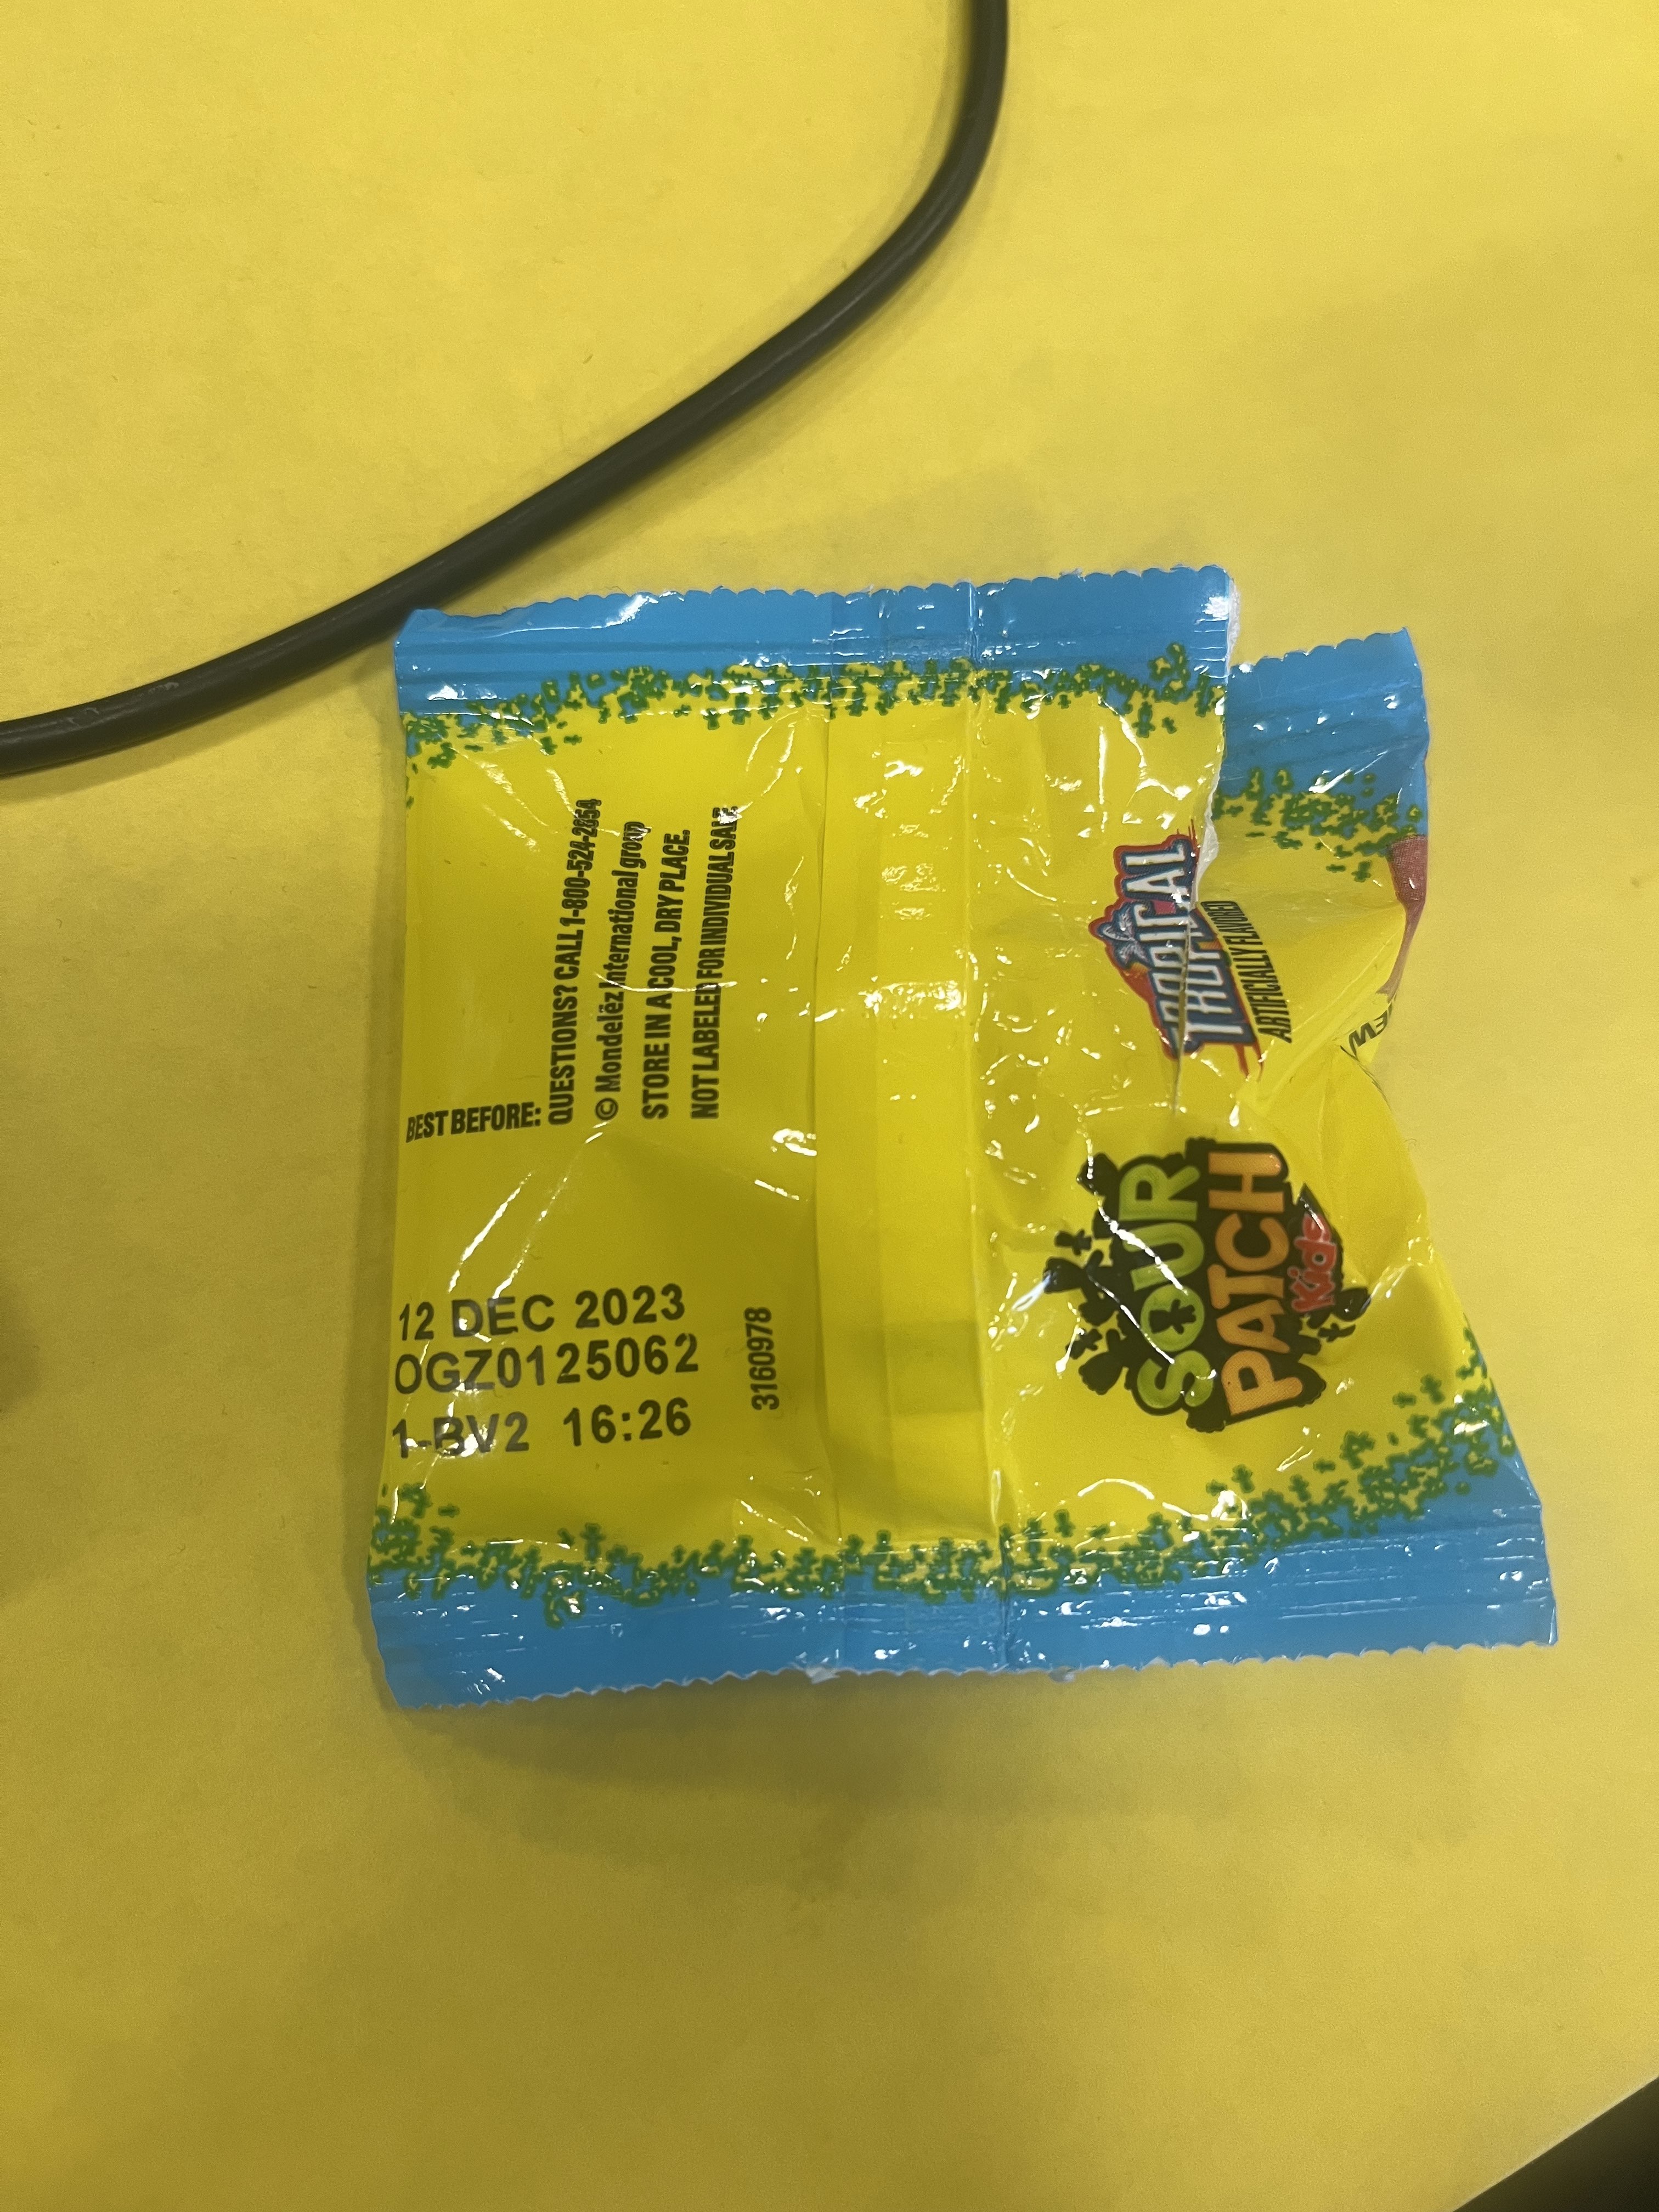 BEST BEFORE:
QUESTIONS? CALL 1-800-524-2854
© Mondelēz International group
STORE IN A COOL, DRY PLACE.
NOT LABELED FOR INDIVIDUAL SALE.
12 DEC 2023
OGZ0125062
1-BV2 16:26
3160978
TROPICAL
ARTIFICIALLY FLAVORED
SOUR
PATCH
Kids